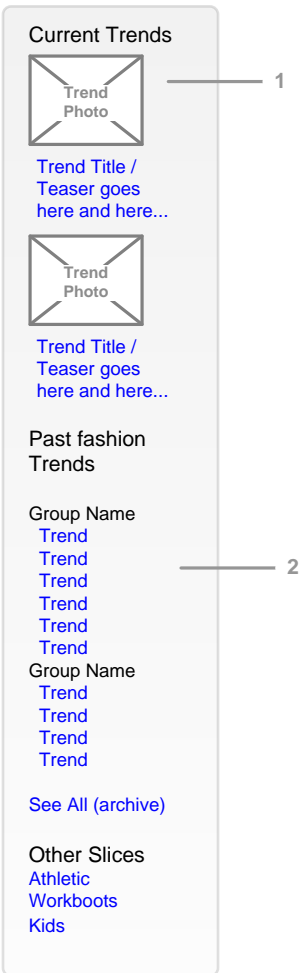 Current Trends
1
Trend
Photo
Trend Title /
Teaser goes
here and here...
Trend
Photo
Trend Title /
Teaser goes
here and here...
Past fashion
Trends
Group Name
Trend
Trend
2
Trend
Trend
Trend
Trend
Group Name
Trend
Trend
Trend
Trend
See All (archive)
Other Slices
Athletic
Workboots
Kids